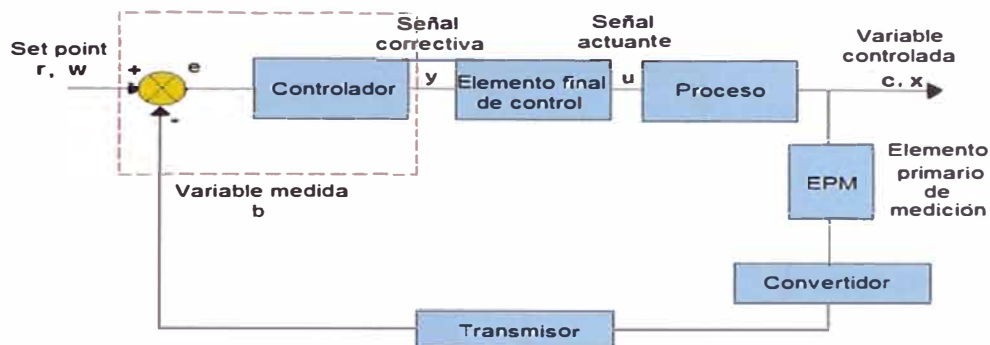 Set point
r, w
+
-
e
Controlador
Señal
correctiva
y
Elemento final
de control
Señal
actuante
u
Proceso
Variable
controlada
c, x
EPM
Elemento
primario
de
medición
Convertidor
Transmisor
Variable medida
b